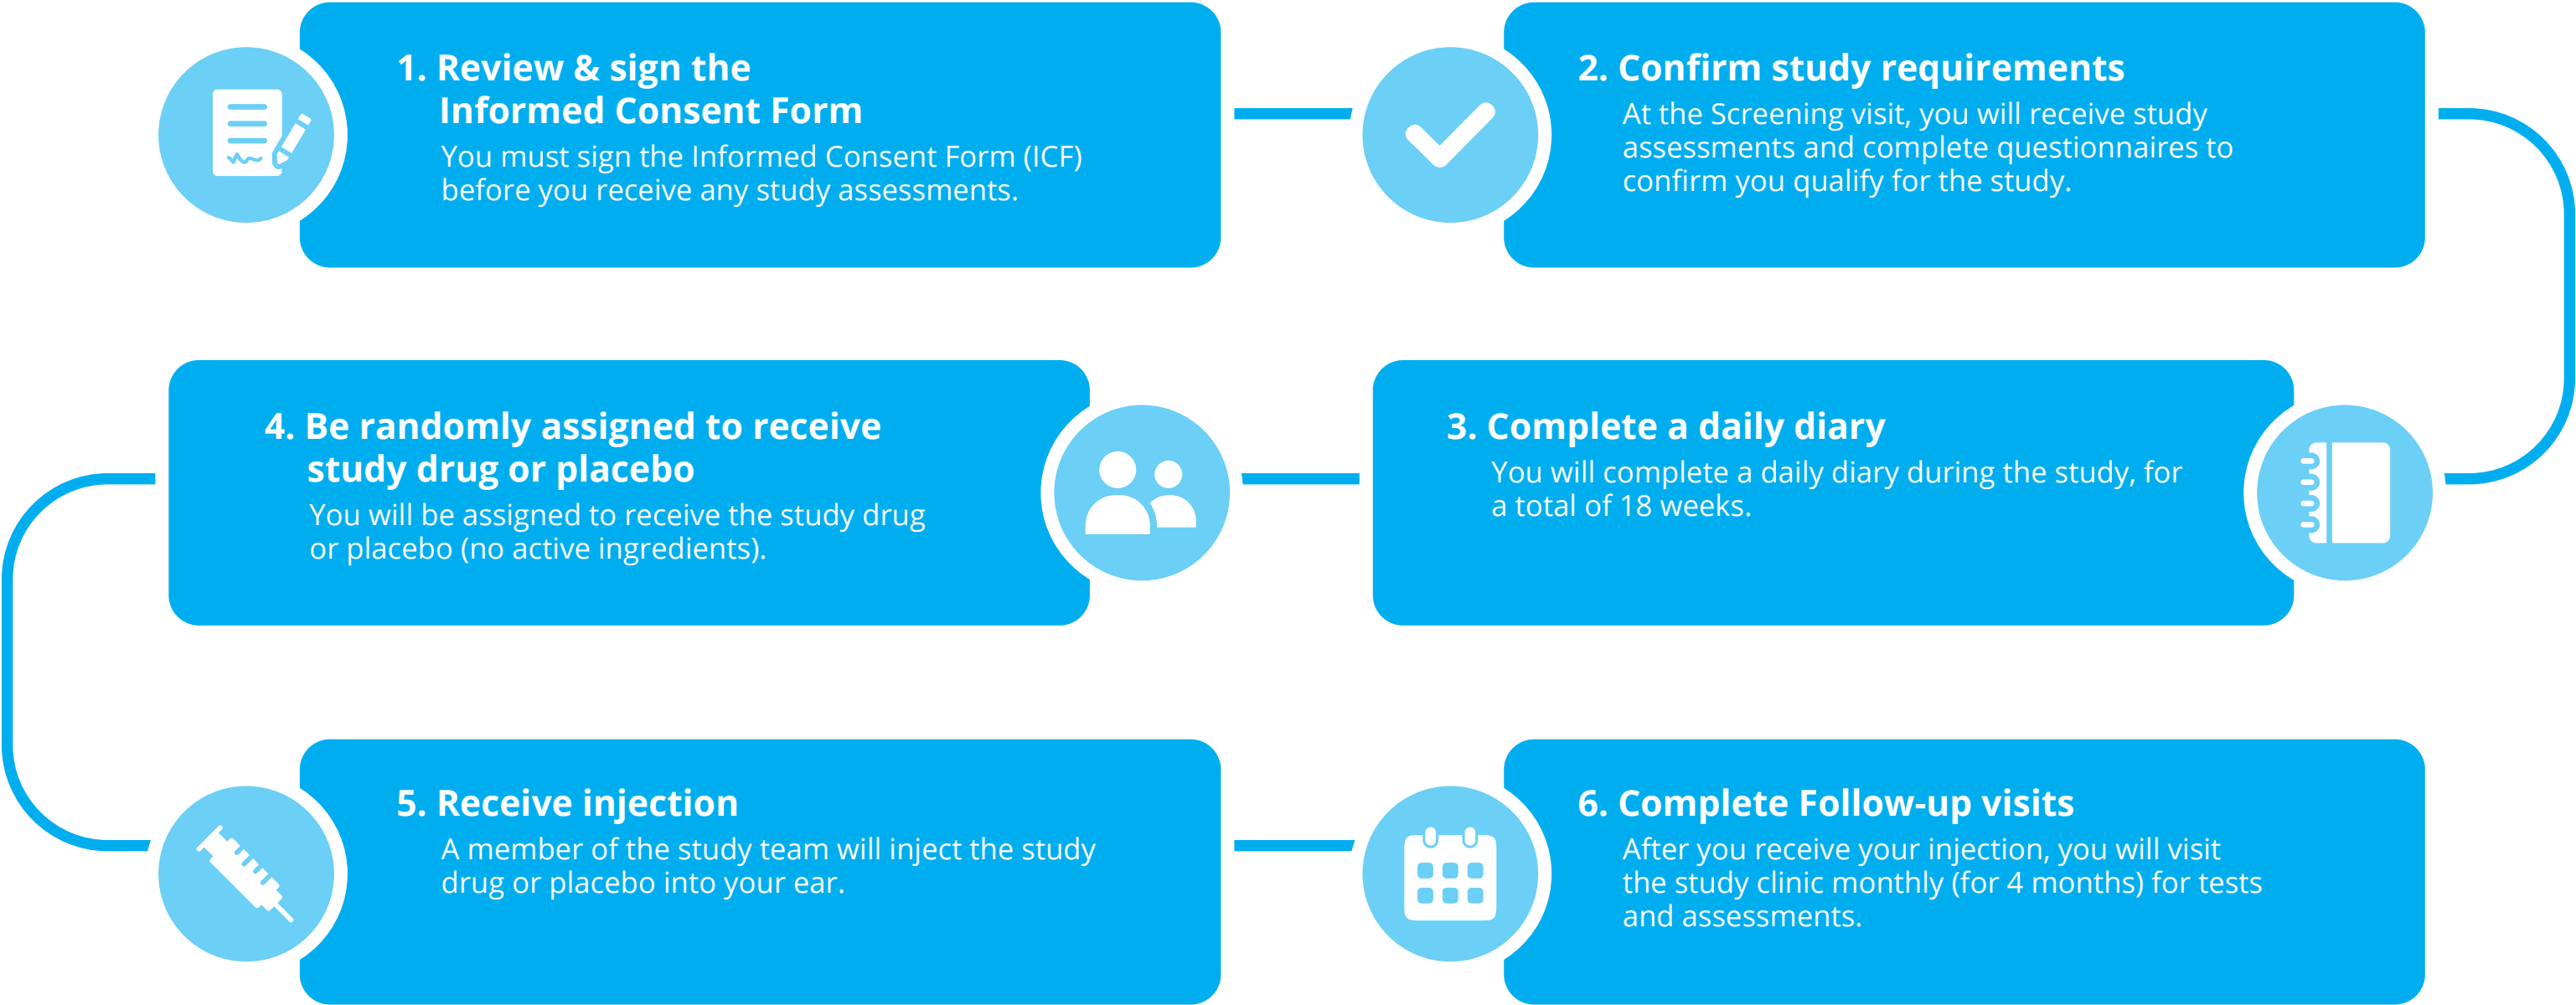 1. Review & sign the
Informed Consent Form
You must sign the Informed Consent Form (ICF)
before you receive any study assessments.
2. Confirm study requirements
At the Screening visit, you will receive study
assessments and complete questionnaires to
confirm you qualify for the study.
3. Complete a daily diary
You will complete a daily diary during the study, for
a total of 18 weeks.
4. Be randomly assigned to receive
study drug or placebo
You will be assigned to receive the study drug
or placebo (no active ingredients).
5. Receive injection
A member of the study team will inject the study
drug or placebo into your ear.
6. Complete Follow-up visits
After you receive your injection, you will visit
the study clinic monthly (for 4 months) for tests
and assessments.